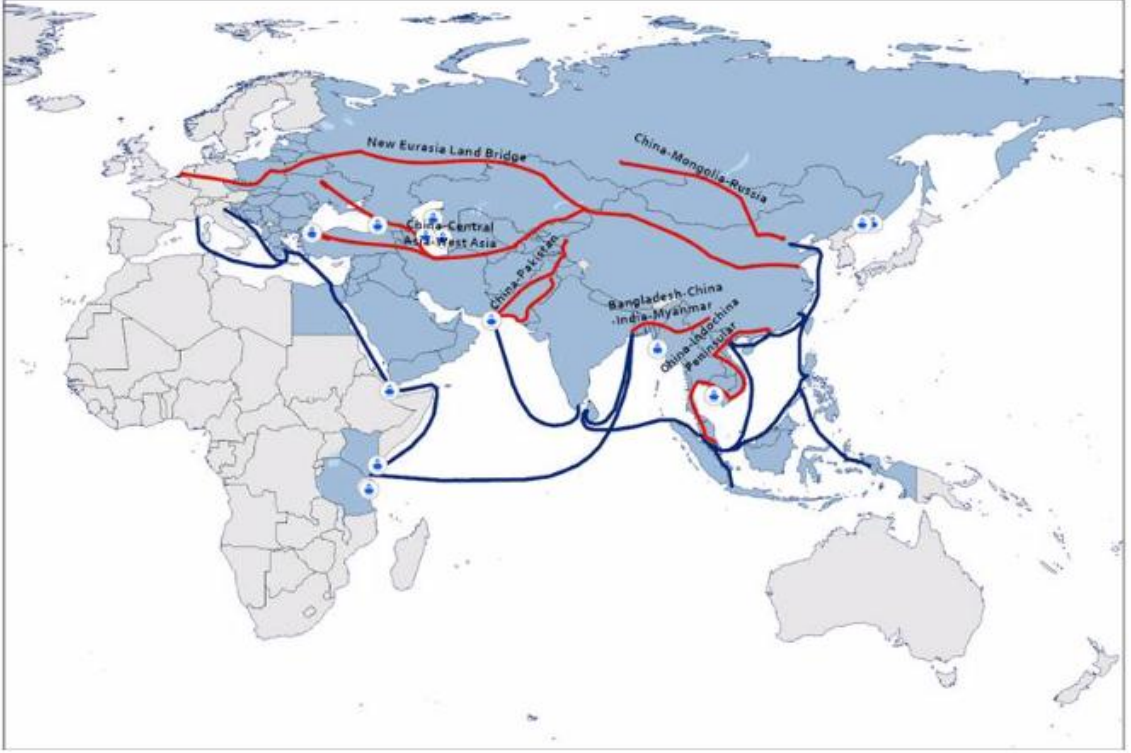 New Eurasia Land Bridge
China-Mongolia-Russia
China-Central
Asia-West Asia
China-Pakistan
Bangladesh-China
-India-Myanmar
China-Indochina
Peninsular